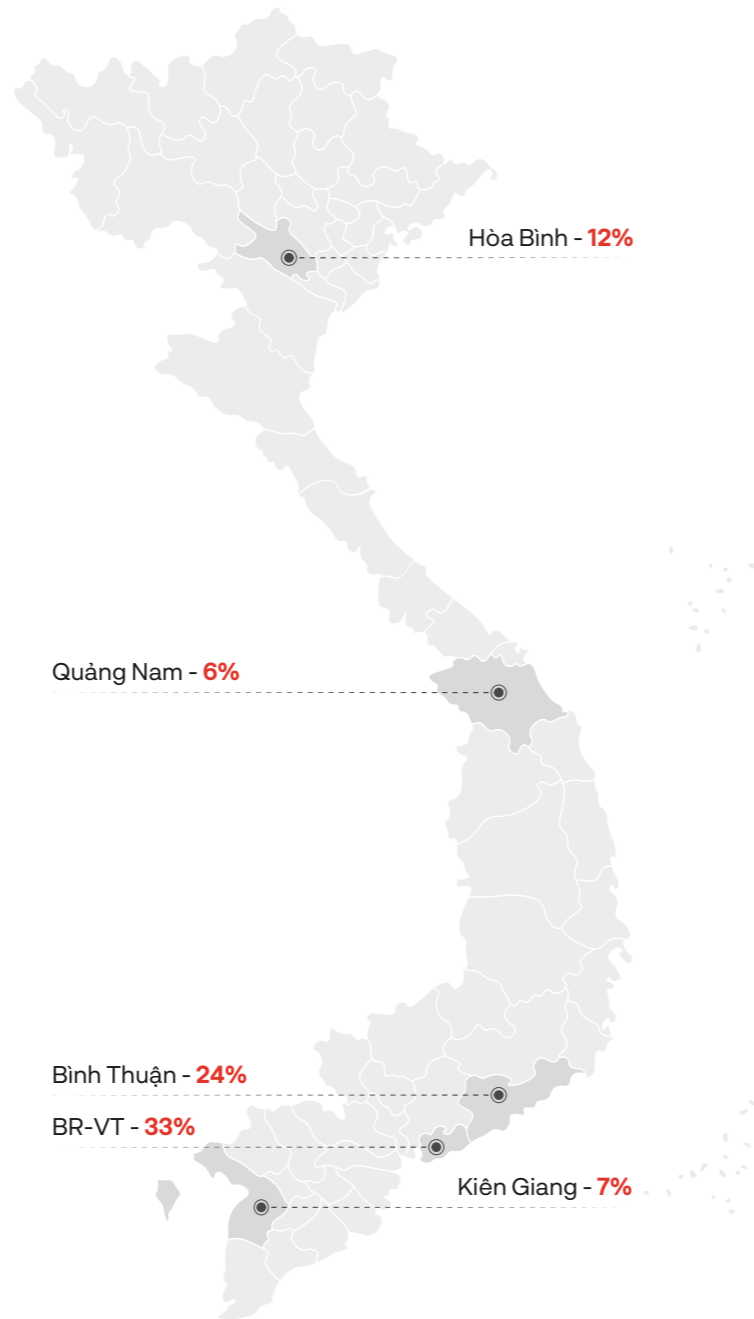 Hòa Bình - 12%
Quảng Nam - 6%
Bình Thuận - 24%
BR-VT - 33%
Kiên Giang - 7%